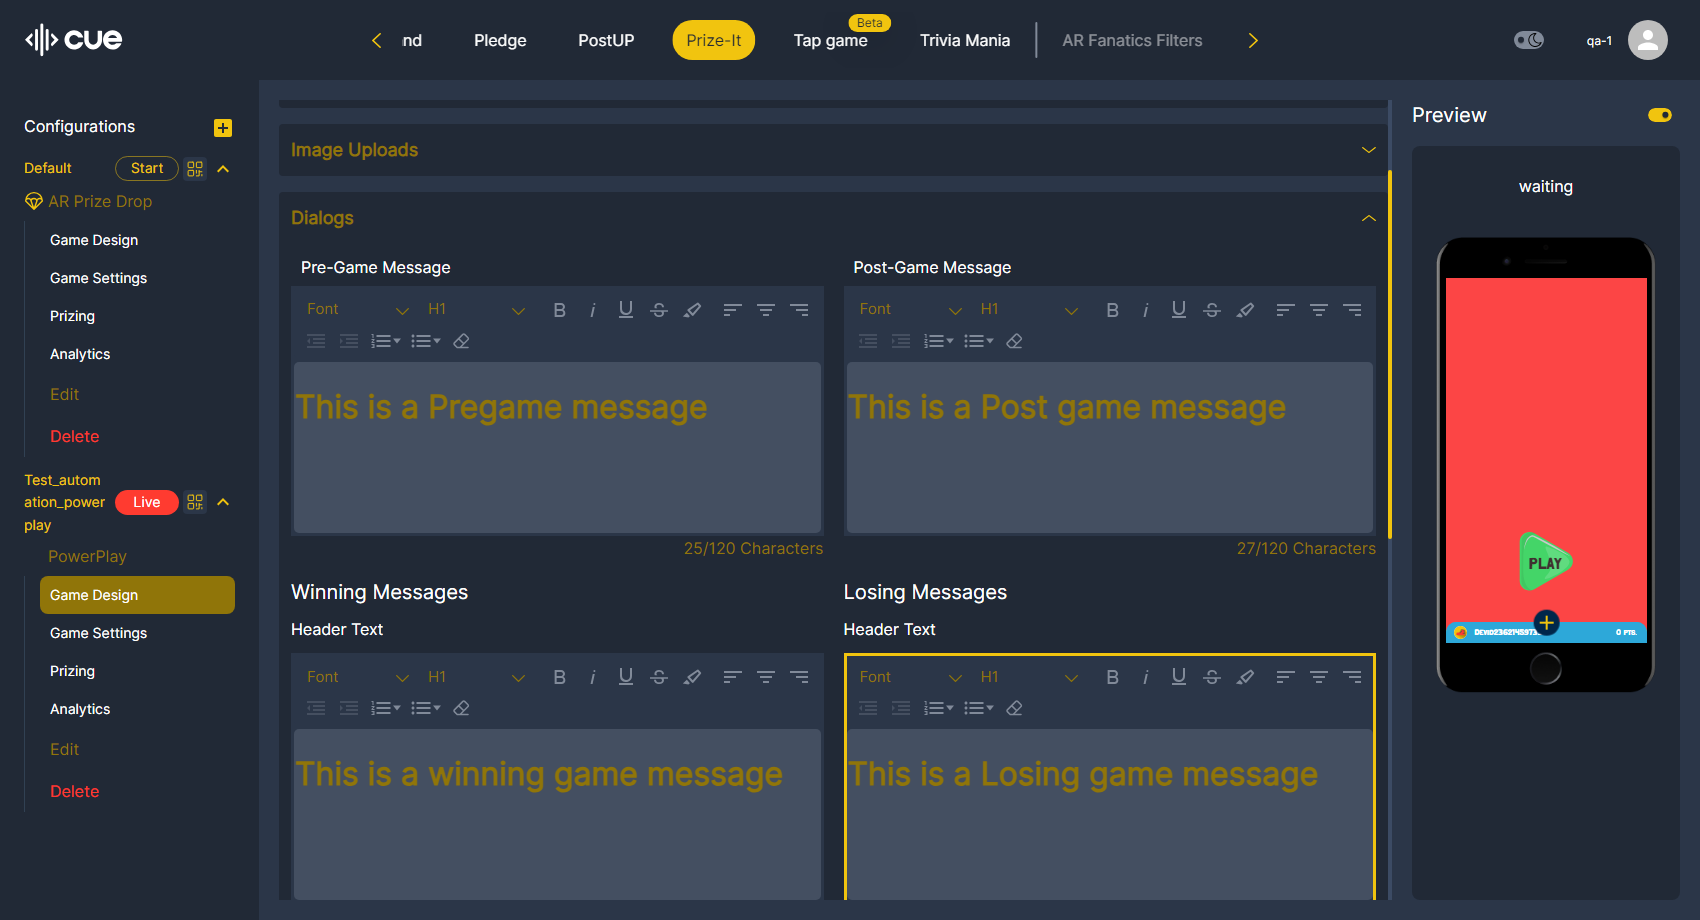 cue
nd
Pledge
PostUP
Prize-It
Beta
Tap game
Trivia Mania
AR Fanatics Filters
qa-1
Configurations
Default
Start
AR Prize Drop
Game Design
Game Settings
Prizing
Analytics
Edit
Delete
Test_autom
ation_power
play
Live
PowerPlay
Game Design
Game Settings
Prizing
Analytics
Edit
Delete
Image Uploads
Dialogs
Pre-Game Message
Font
H1
This is a Pregame message
25/120 Characters
Post-Game Message
Font
H1
This is a Post game message
27/120 Characters
Winning Messages
Header Text
Font
H1
This is a winning game message
Losing Messages
Header Text
Font
H1
This is a Losing game message
Preview
waiting
PLAY
0 PTS.